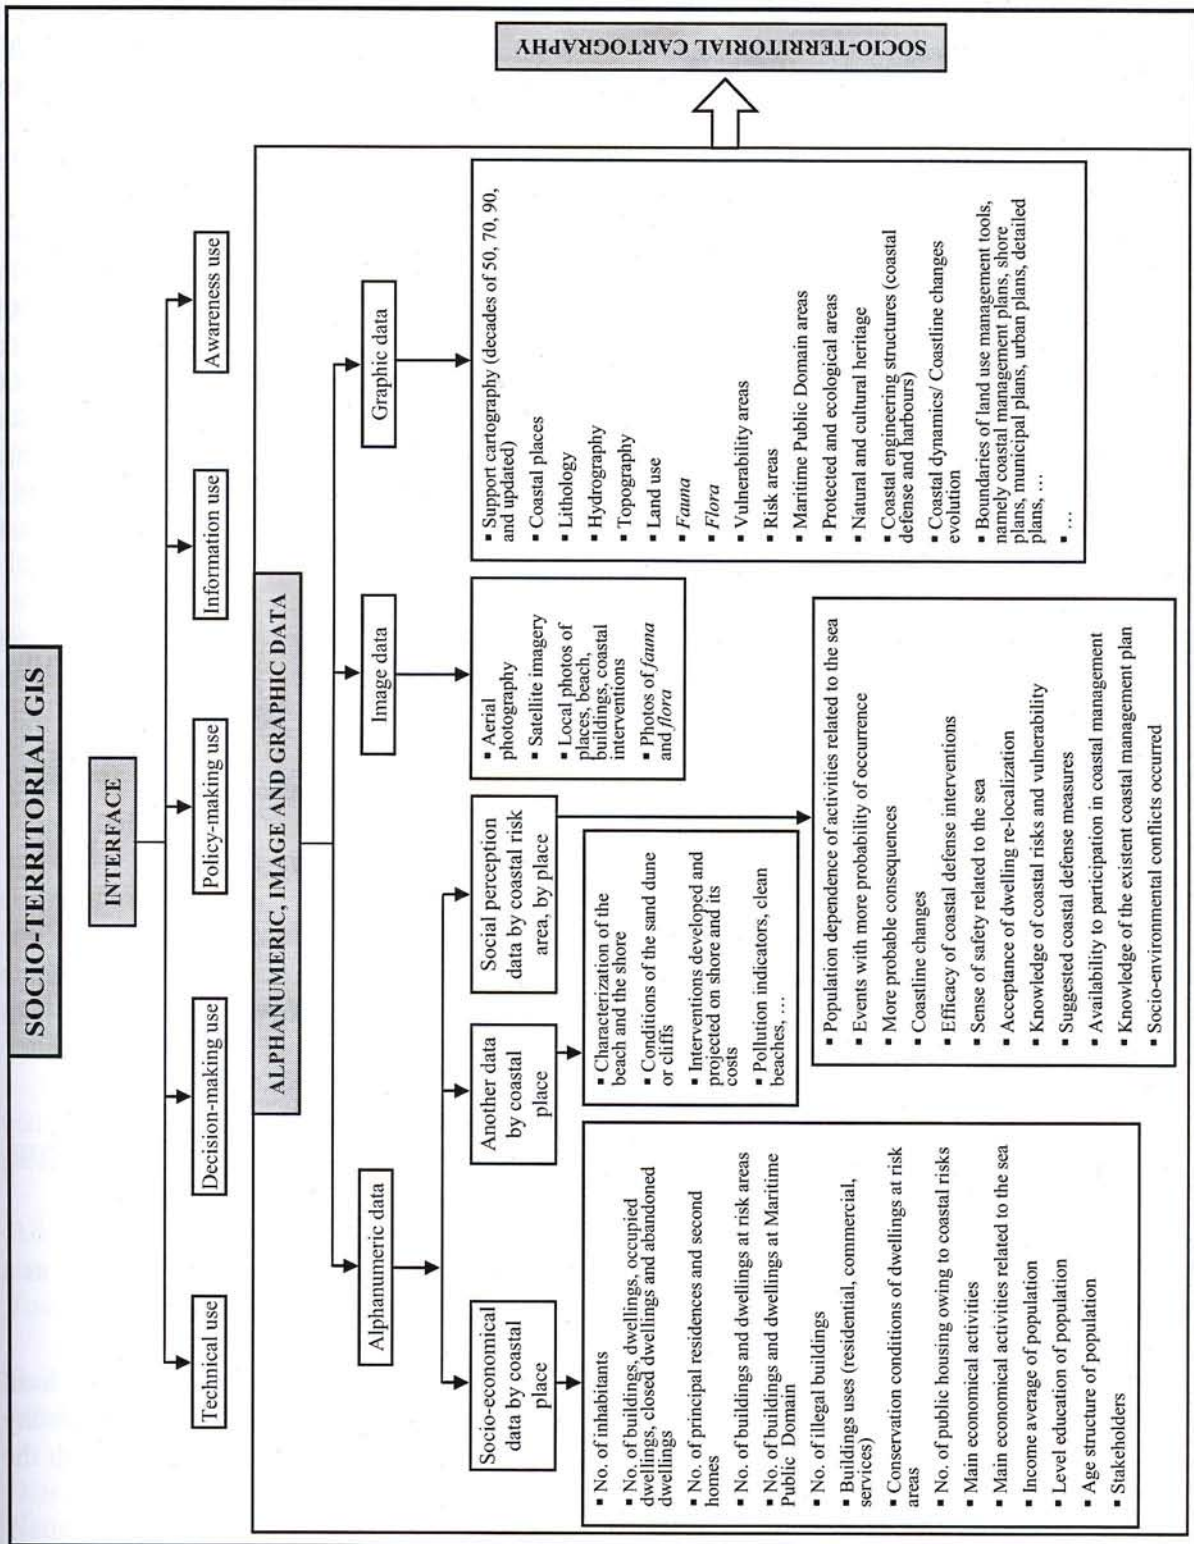 SOCIO-TERRITORIAL GIS
INTERFACE
Technical use
Decision-making use
Policy-making use
Information use
Awareness use
ALPHANUMERIC, IMAGE AND GRAPHIC DATA
Alphanumeric data
Image data
Graphic data
Socio-economical
data by coastal
place
Another data
by coastal
place
Social perception
data by coastal risk
area, by place
▪ No. of inhabitants
▪ No. of buildings, dwellings, occupied
dwellings, closed dwellings and abandoned
dwellings
▪ No. of principal residences and second
homes
▪ No. of buildings and dwellings at risk areas
▪ No. of buildings and dwellings at Maritime
Public Domain
▪ No. of illegal buildings
▪ Buildings uses (residential, commercial,
services)
▪ Conservation conditions of dwellings at risk
areas
▪ No. of public housing owing to coastal risks
▪ Main economical activities
▪ Main economical activities related to the sea
▪ Income average of population
▪ Level education of population
▪ Age structure of population
▪ Stakeholders
▪ Characterization of the
beach and the shore
▪ Conditions of the sand dune
or cliffs
▪ Interventions developed and
projected on shore and its
costs
▪ Pollution indicators, clean
beaches, …
▪ Population dependence of activities related to the sea
▪ Events with more probability of occurrence
▪ More probable consequences
▪ Coastline changes
▪ Efficacy of coastal defense interventions
▪ Sense of safety related to the sea
▪ Acceptance of dwelling re-localization
▪ Knowledge of coastal risks and vulnerability
▪ Suggested coastal defense measures
▪ Availability to participation in coastal management
▪ Knowledge of the existent coastal management plan
▪ Socio-environmental conflicts occurred
▪ Aerial
photography
▪ Satellite imagery
▪ Local photos of
places, beach,
buildings, coastal
interventions
▪ Photos of fauna
and flora
▪ Support cartography (decades of 50, 70, 90,
and updated)
▪ Coastal places
▪ Lithology
▪ Hydrography
▪ Topography
▪ Land use
▪ Fauna
▪ Flora
▪ Vulnerability areas
▪ Risk areas
▪ Maritime Public Domain areas
▪ Protected and ecological areas
▪ Natural and cultural heritage
▪ Coastal engineering structures (coastal
defense and harbours)
▪ Coastal dynamics/ Coastline changes
evolution
▪ Boundaries of land use management tools,
namely coastal management plans, shore
plans, municipal plans, urban plans, detailed
plans, …
▪ …
SOCIO-TERRITORIAL CARTOGRAPHY